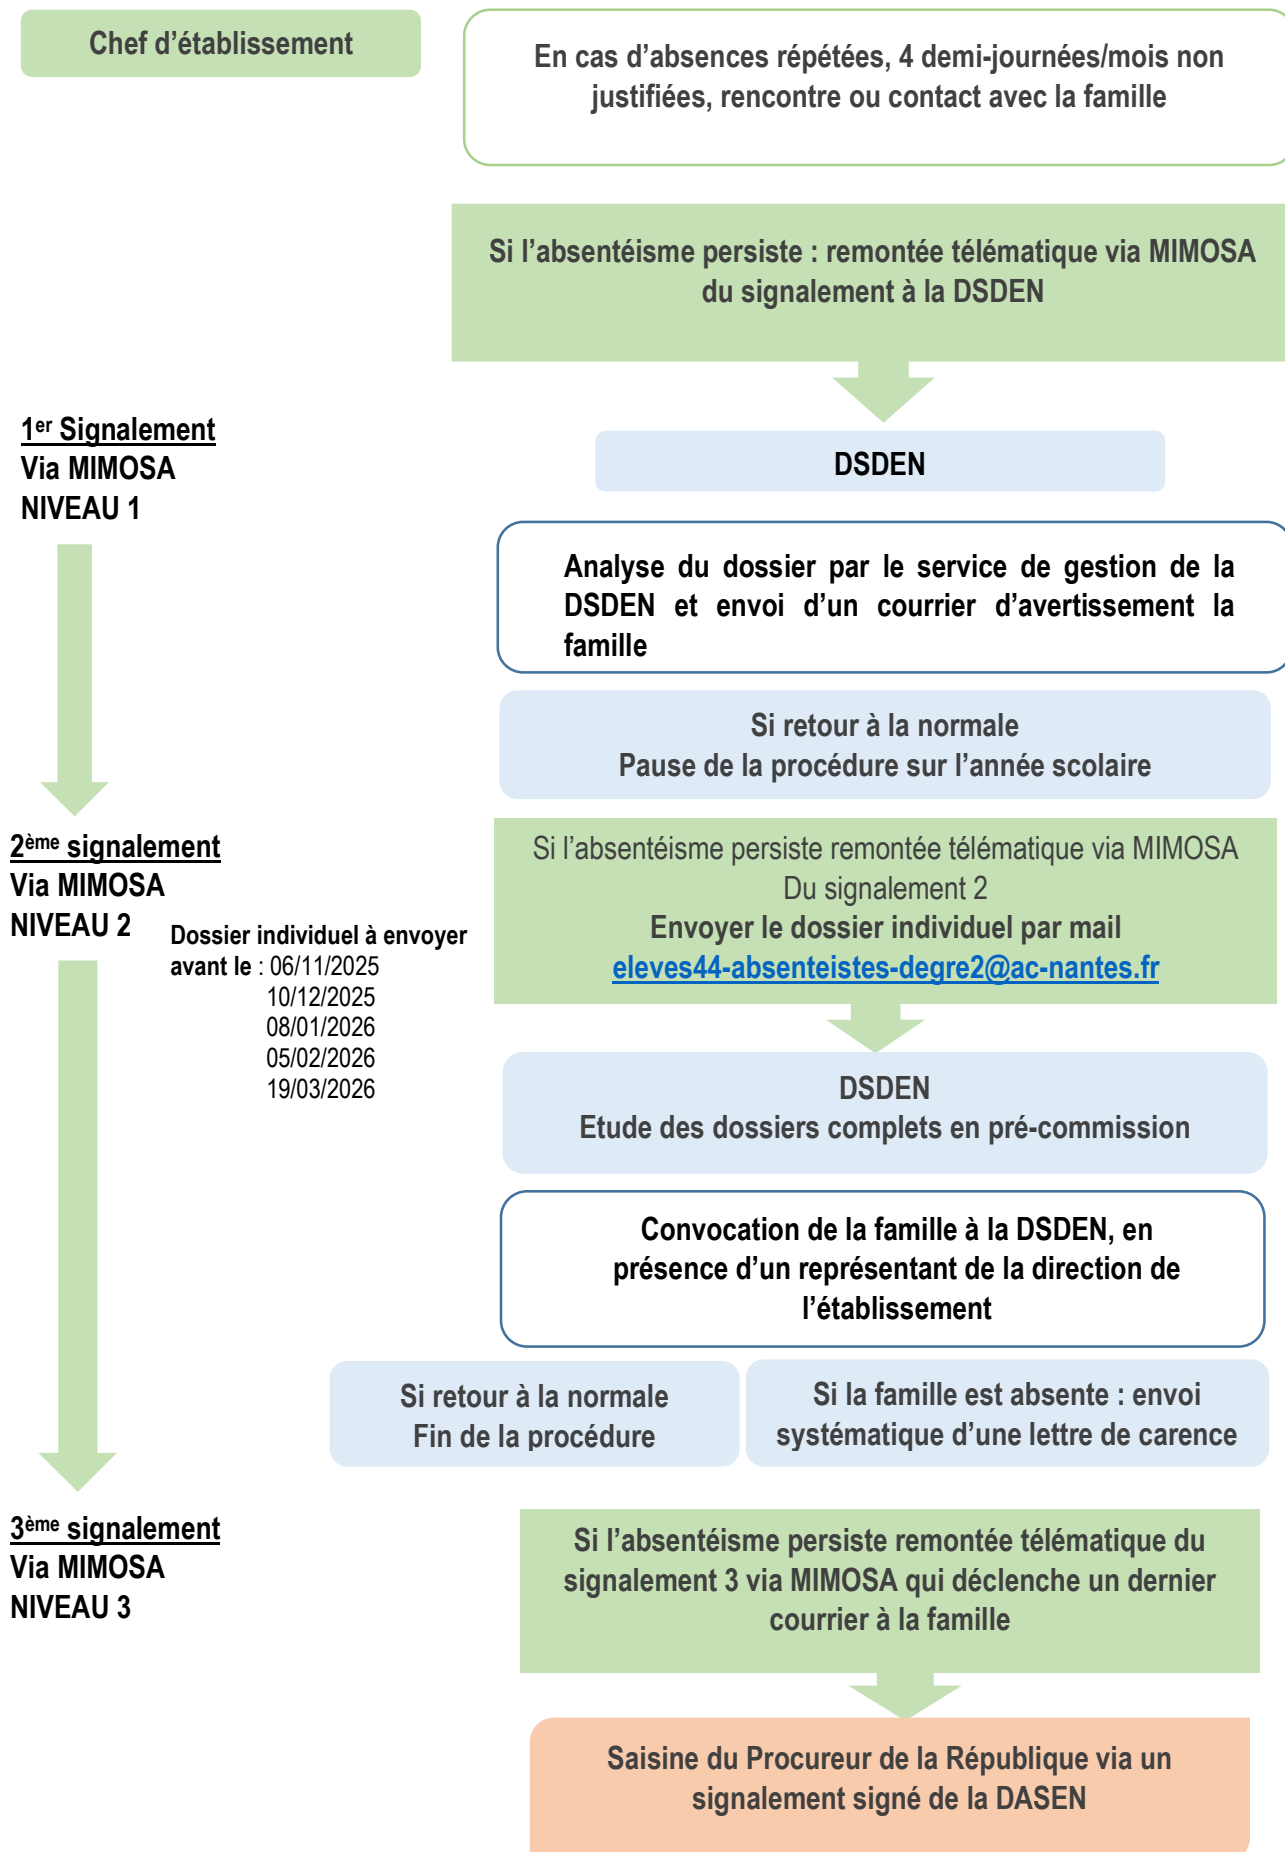 Chef d’établissement
En cas d’absences répétées, 4 demi-journées/mois non
justifiées, rencontre ou contact avec la famille
Si l’absentéisme persiste : remontée télématique via MIMOSA
du signalement à la DSDEN
1er Signalement
Via MIMOSA
NIVEAU 1
DSDEN
Analyse du dossier par le service de gestion de la
DSDEN et envoi d’un courrier d’avertissement la
famille
Si retour à la normale
Pause de la procédure sur l’année scolaire
2ème signalement
Via MIMOSA
NIVEAU 2
Dossier individuel à envoyer
avant le : 06/11/2025
10/12/2025
08/01/2026
05/02/2026
19/03/2026
Si l’absentéisme persiste remontée télématique via MIMOSA
Du signalement 2
Envoyer le dossier individuel par mail
eleves44-absenteistes-degre2@ac-nantes.fr
DSDEN
Etude des dossiers complets en pré-commission
Convocation de la famille à la DSDEN, en
présence d’un représentant de la direction de
l’établissement
Si retour à la normale
Fin de la procédure
Si la famille est absente : envoi
systématique d’une lettre de carence
3ème signalement
Via MIMOSA
NIVEAU 3
Si l’absentéisme persiste remontée télématique du
signalement 3 via MIMOSA qui déclenche un dernier
courrier à la famille
Saisine du Procureur de la République via un
signalement signé de la DASEN